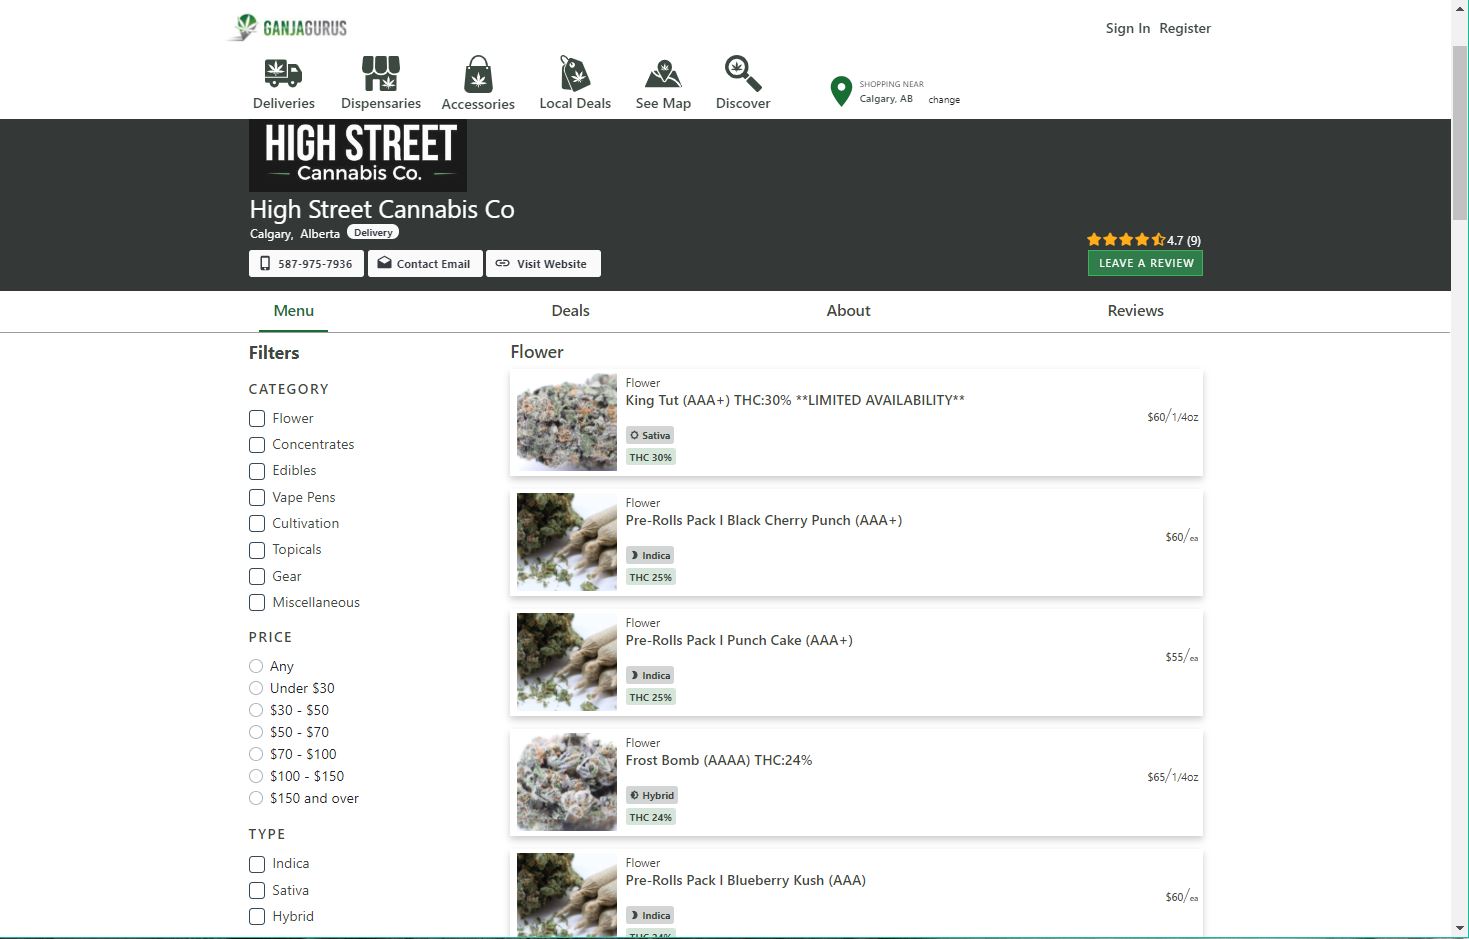 GANJAGURUS
Sign In Register
Deliveries Dispensaries Accessories Local Deals See Map Discover
SHOPPING NEAR
Calgary, AB change
HIGH STREET
Cannabis Co.
High Street Cannabis Co
Calgary, Alberta Delivery
587-975-7936 Contact Email Visit Website
4.7 (9)
LEAVE A REVIEW
Menu Deals About Reviews
Filters
CATEGORY
Flower
Concentrates
Edibles
Vape Pens
Cultivation
Topicals
Gear
Miscellaneous
PRICE
Any
Under $30
$30 - $50
$50 - $70
$70 - $100
$100 - $150
$150 and over
TYPE
Indica
Sativa
Hybrid
Flower
Flower
King Tut (AAA+) THC:30% **LIMITED AVAILABILITY**
$60/1/4oz
Sativa
THC 30%
Flower
Pre-Rolls Pack l Black Cherry Punch (AAA+)
$60/ea
Indica
THC 25%
Flower
Pre-Rolls Pack l Punch Cake (AAA+)
$55/ea
Indica
THC 25%
Flower
Frost Bomb (AAAA) THC:24%
$65/1/4oz
Hybrid
THC 24%
Flower
Pre-Rolls Pack l Blueberry Kush (AAA)
$60/ea
Indica
THC 24%